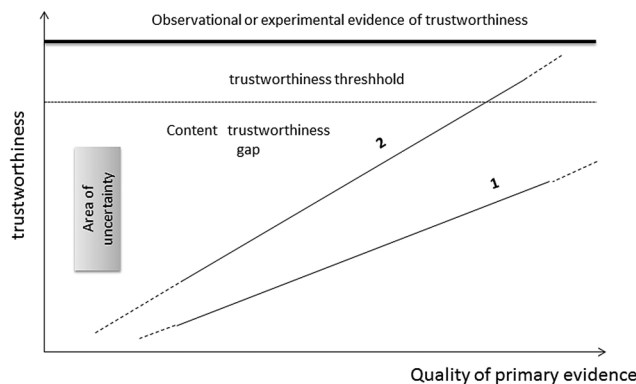 Observational or experimental evidence of trustworthiness
trustworthiness threshhold
Content trustworthiness
gap
2
1
Area of
uncertainty
trustworthiness
Quality of primary evidence